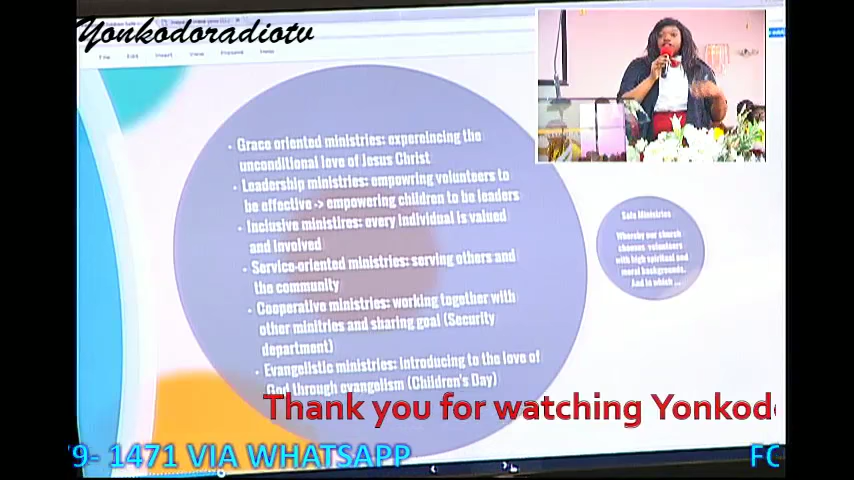 Yonkodoradiotv
- Grace oriented ministries: expereincing the
unconditional love of Jesus Christ
- Leadership ministries: empowring volunteers to
be effective -> empowering children to be leaders
- Inclusive ministires: every individual is valued
and involved
- Service-oriented ministries: serving others and
the community
- Cooperative ministries: working together with
other minitries and sharing goal (Security
department)
- Evangelistic ministries: introducing to the love of
God through evangelism (Children's Day)
Safe Ministries
Whereby our church
chooses volunteers
with high spiritual and
moral backgrounds.
And in which ...
Thank you for watching Yonkod
9- 1471 VIA WHATSAPP
FO